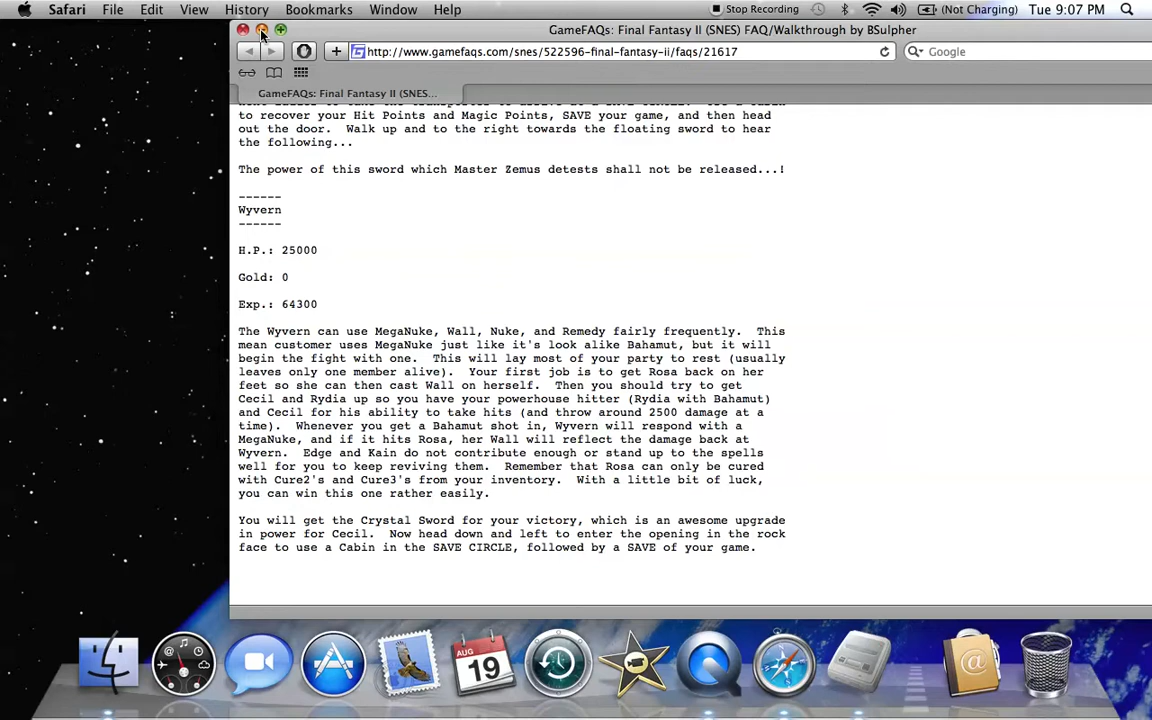 Safari File Edit View History Bookmarks Window Help Stop Recording (Not Charging) Tue 9:07 PM
GameFAQs: Final Fantasy II (SNES) FAQ/Walkthrough by BSulpher
http://www.gamefaqs.com/snes/522596-final-fantasy-ii/faqs/21617 Google
GameFAQs: Final Fantasy II (SNES...
to recover your Hit Points and Magic Points, SAVE your game, and then head
out the door. Walk up and to the right towards the floating sword to hear
the following...
The power of this sword which Master Zemus detests shall not be released...!
------
Wyvern
------
H.P.: 25000
Gold: 0
Exp.: 64300
The Wyvern can use MegaNuke, Wall, Nuke, and Remedy fairly frequently. This
mean customer uses MegaNuke just like it's look alike Bahamut, but it will
begin the fight with one. This will lay most of your party to rest (usually
leaves only one member alive). Your first job is to get Rosa back on her
feet so she can then cast Wall on herself. Then you should try to get
Cecil and Rydia up so you have your powerhouse hitter (Rydia with Bahamut)
and Cecil for his ability to take hits (and throw around 2500 damage at a
time). Whenever you get a Bahamut shot in, Wyvern will respond with a
MegaNuke, and if it hits Rosa, her Wall will reflect the damage back at
Wyvern. Edge and Kain do not contribute enough or stand up to the spells
well for you to keep reviving them. Remember that Rosa can only be cured
with Cure2's and Cure3's from your inventory. With a little bit of luck,
you can win this one rather easily.
You will get the Crystal Sword for your victory, which is an awesome upgrade
in power for Cecil. Now head down and left to enter the opening in the rock
face to use a Cabin in the SAVE CIRCLE, followed by a SAVE of your game.
AUG
19